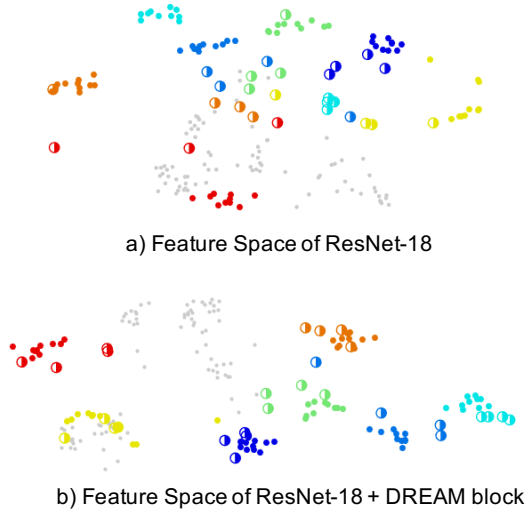 a) Feature Space of ResNet-18
b) Feature Space of ResNet-18 + DREAM block